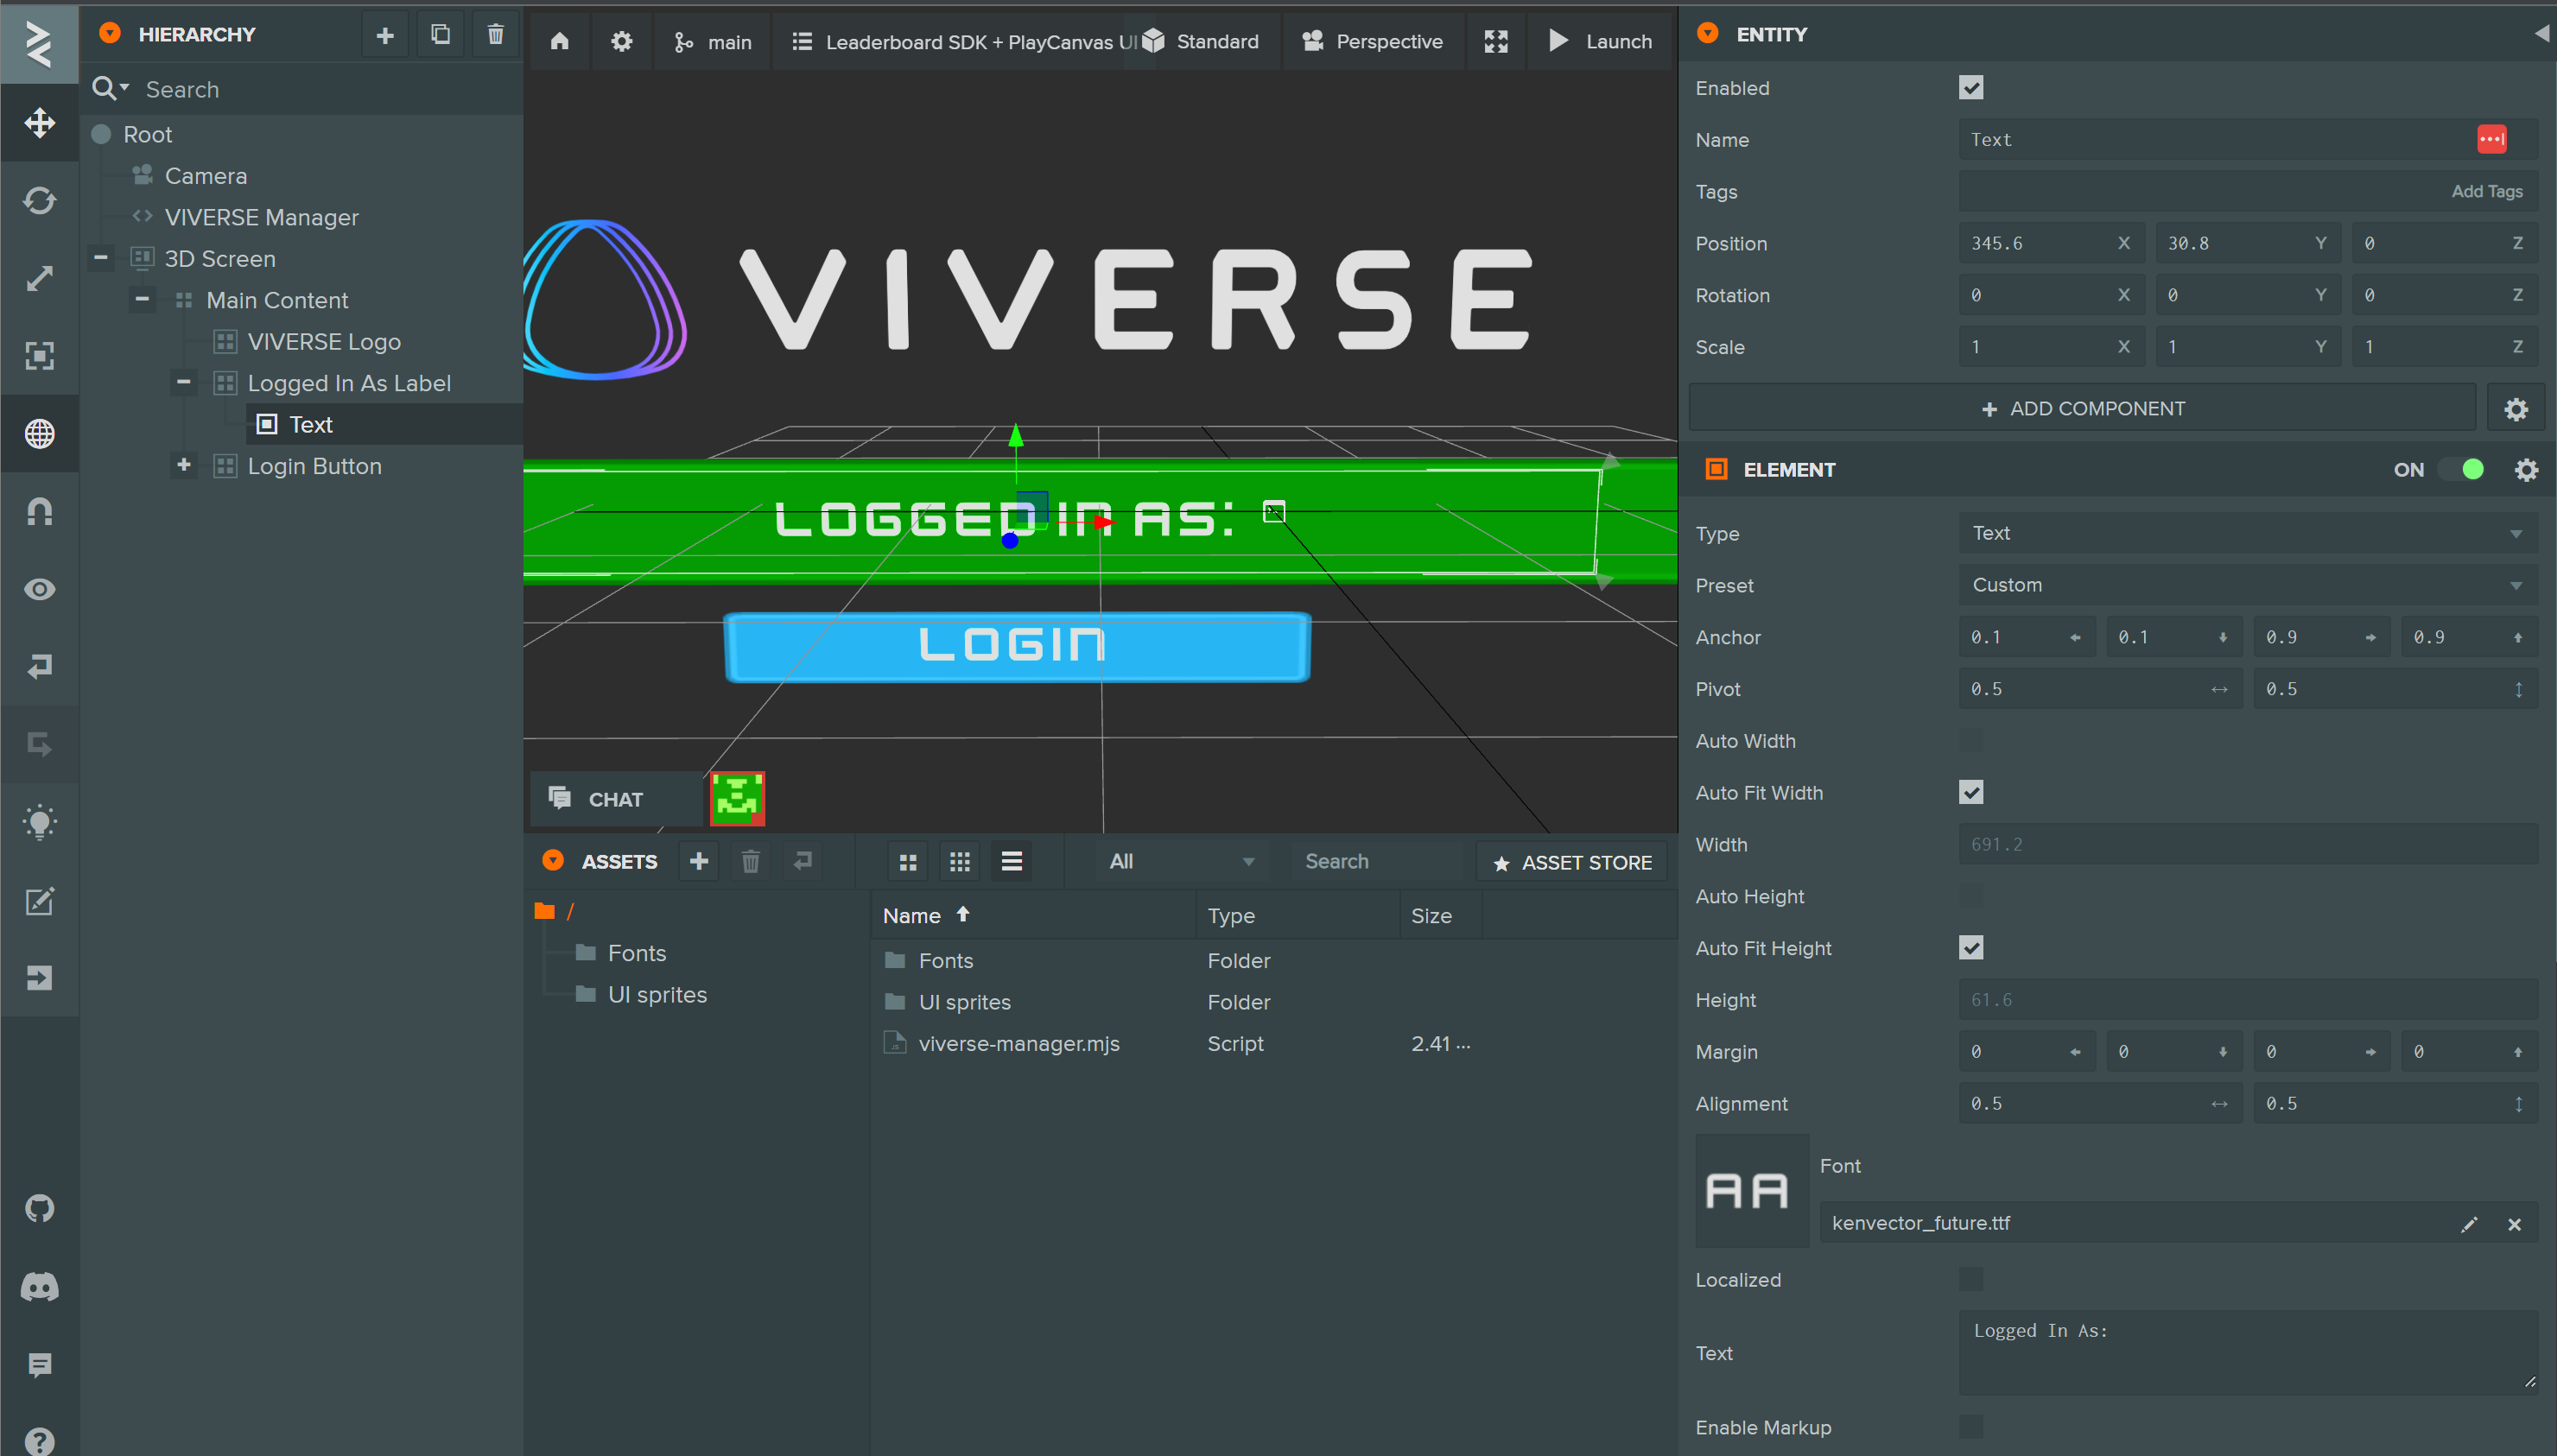 HIERARCHY
Search
Root
Camera
VIVERSE Manager
3D Screen
Main Content
VIVERSE Logo
Logged In As Label
Text
Login Button
main
Leaderboard SDK + PlayCanvas UI
Standard
Perspective
Launch
VIVERSE
LOGGED IN AS:
LOGIN
CHAT
ASSETS
All
Search
ASSET STORE
/
Fonts
UI sprites
Name Type Size
Fonts Folder
UI sprites Folder
viverse-manager.mjs Script 2.41 ...
ENTITY
Enabled
Name Text
Tags Add Tags
Position 345.6 X 30.8 Y 0 Z
Rotation 0 X 0 Y 0 Z
Scale 1 X 1 Y 1 Z
+ ADD COMPONENT
ELEMENT ON
Type Text
Preset Custom
Anchor 0.1 0.1 0.9 0.9
Pivot 0.5 0.5
Auto Width
Auto Fit Width
Width 691.2
Auto Height
Auto Fit Height
Height 61.6
Margin 0 0 0 0
Alignment 0.5 0.5
AA
Font
kenvector_future.ttf
Localized
Text Logged In As:
Enable Markup